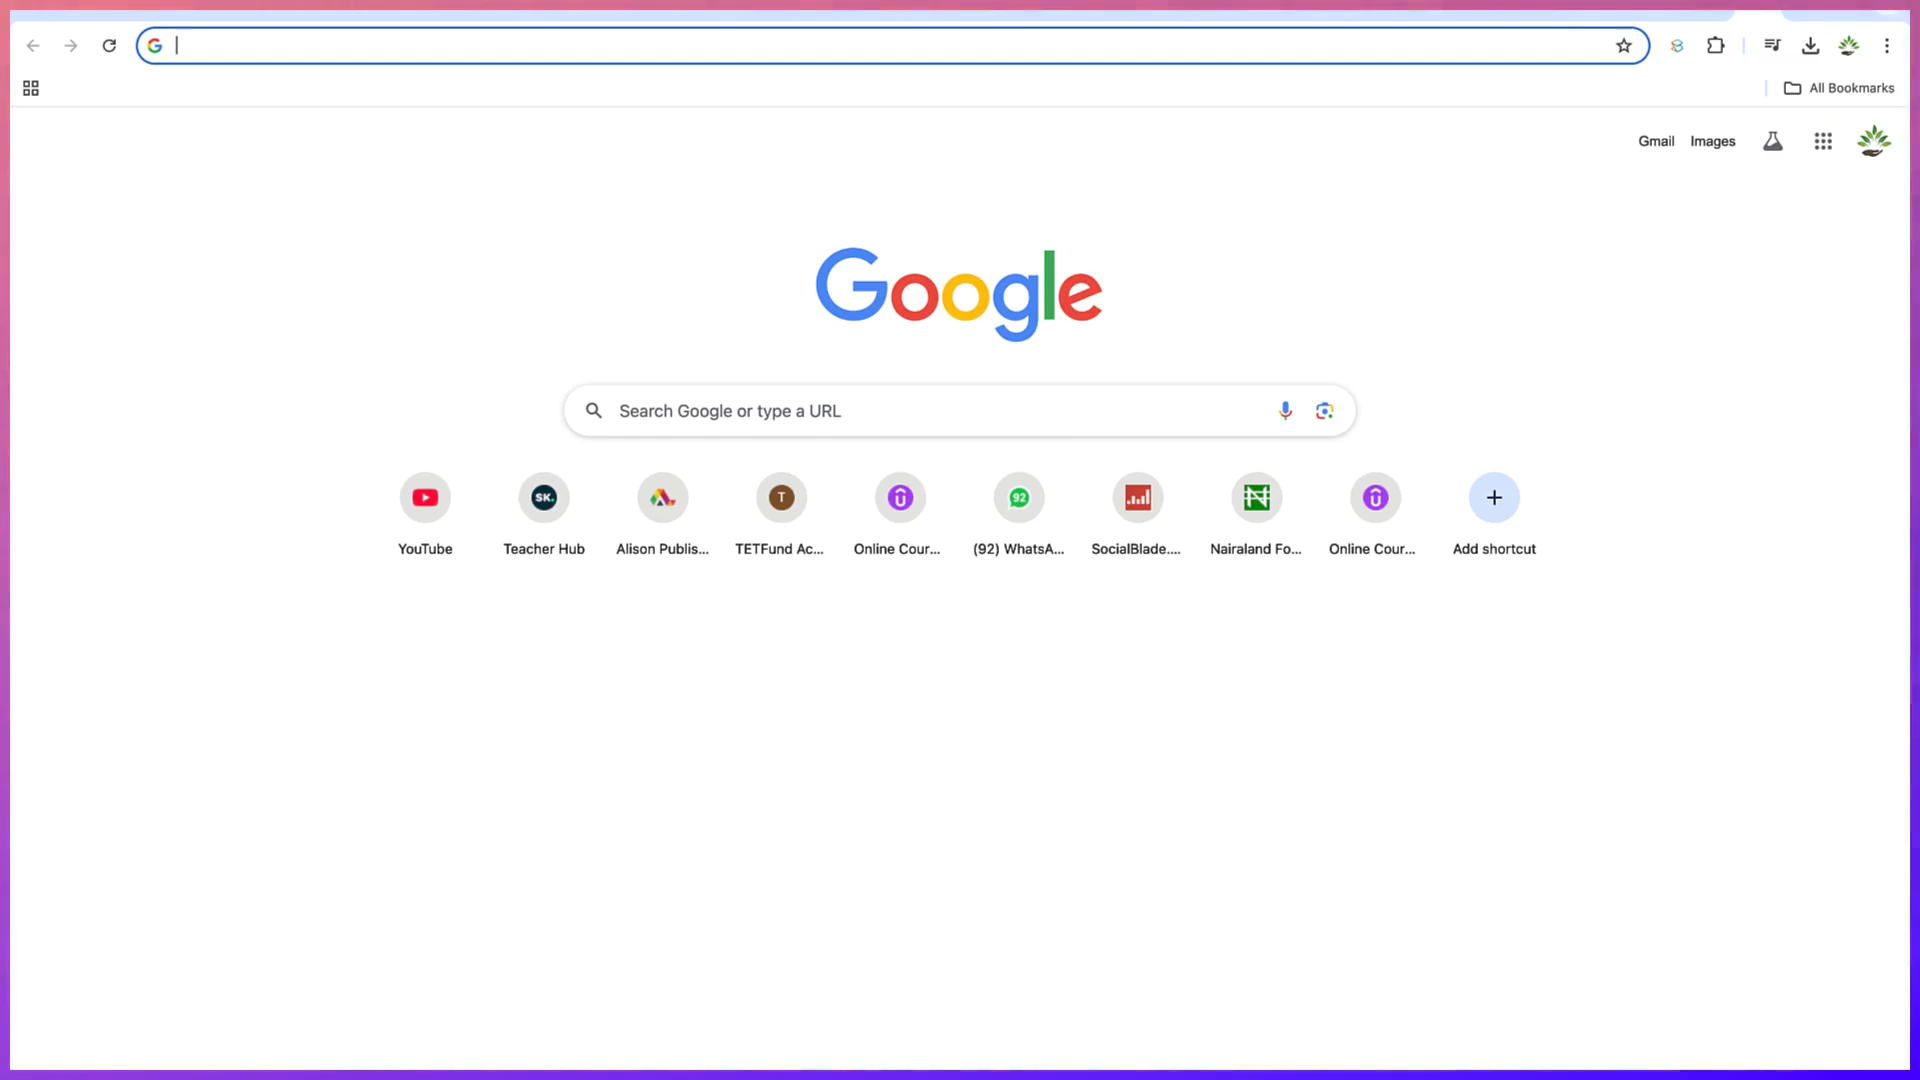 All Bookmarks
Gmail Images
Google
Search Google or type a URL
SK. T 92
YouTube Teacher Hub Alison Publis... TETFund Ac... Online Cour... (92) WhatsA... SocialBlade.... Nairaland Fo... Online Cour... Add shortcut